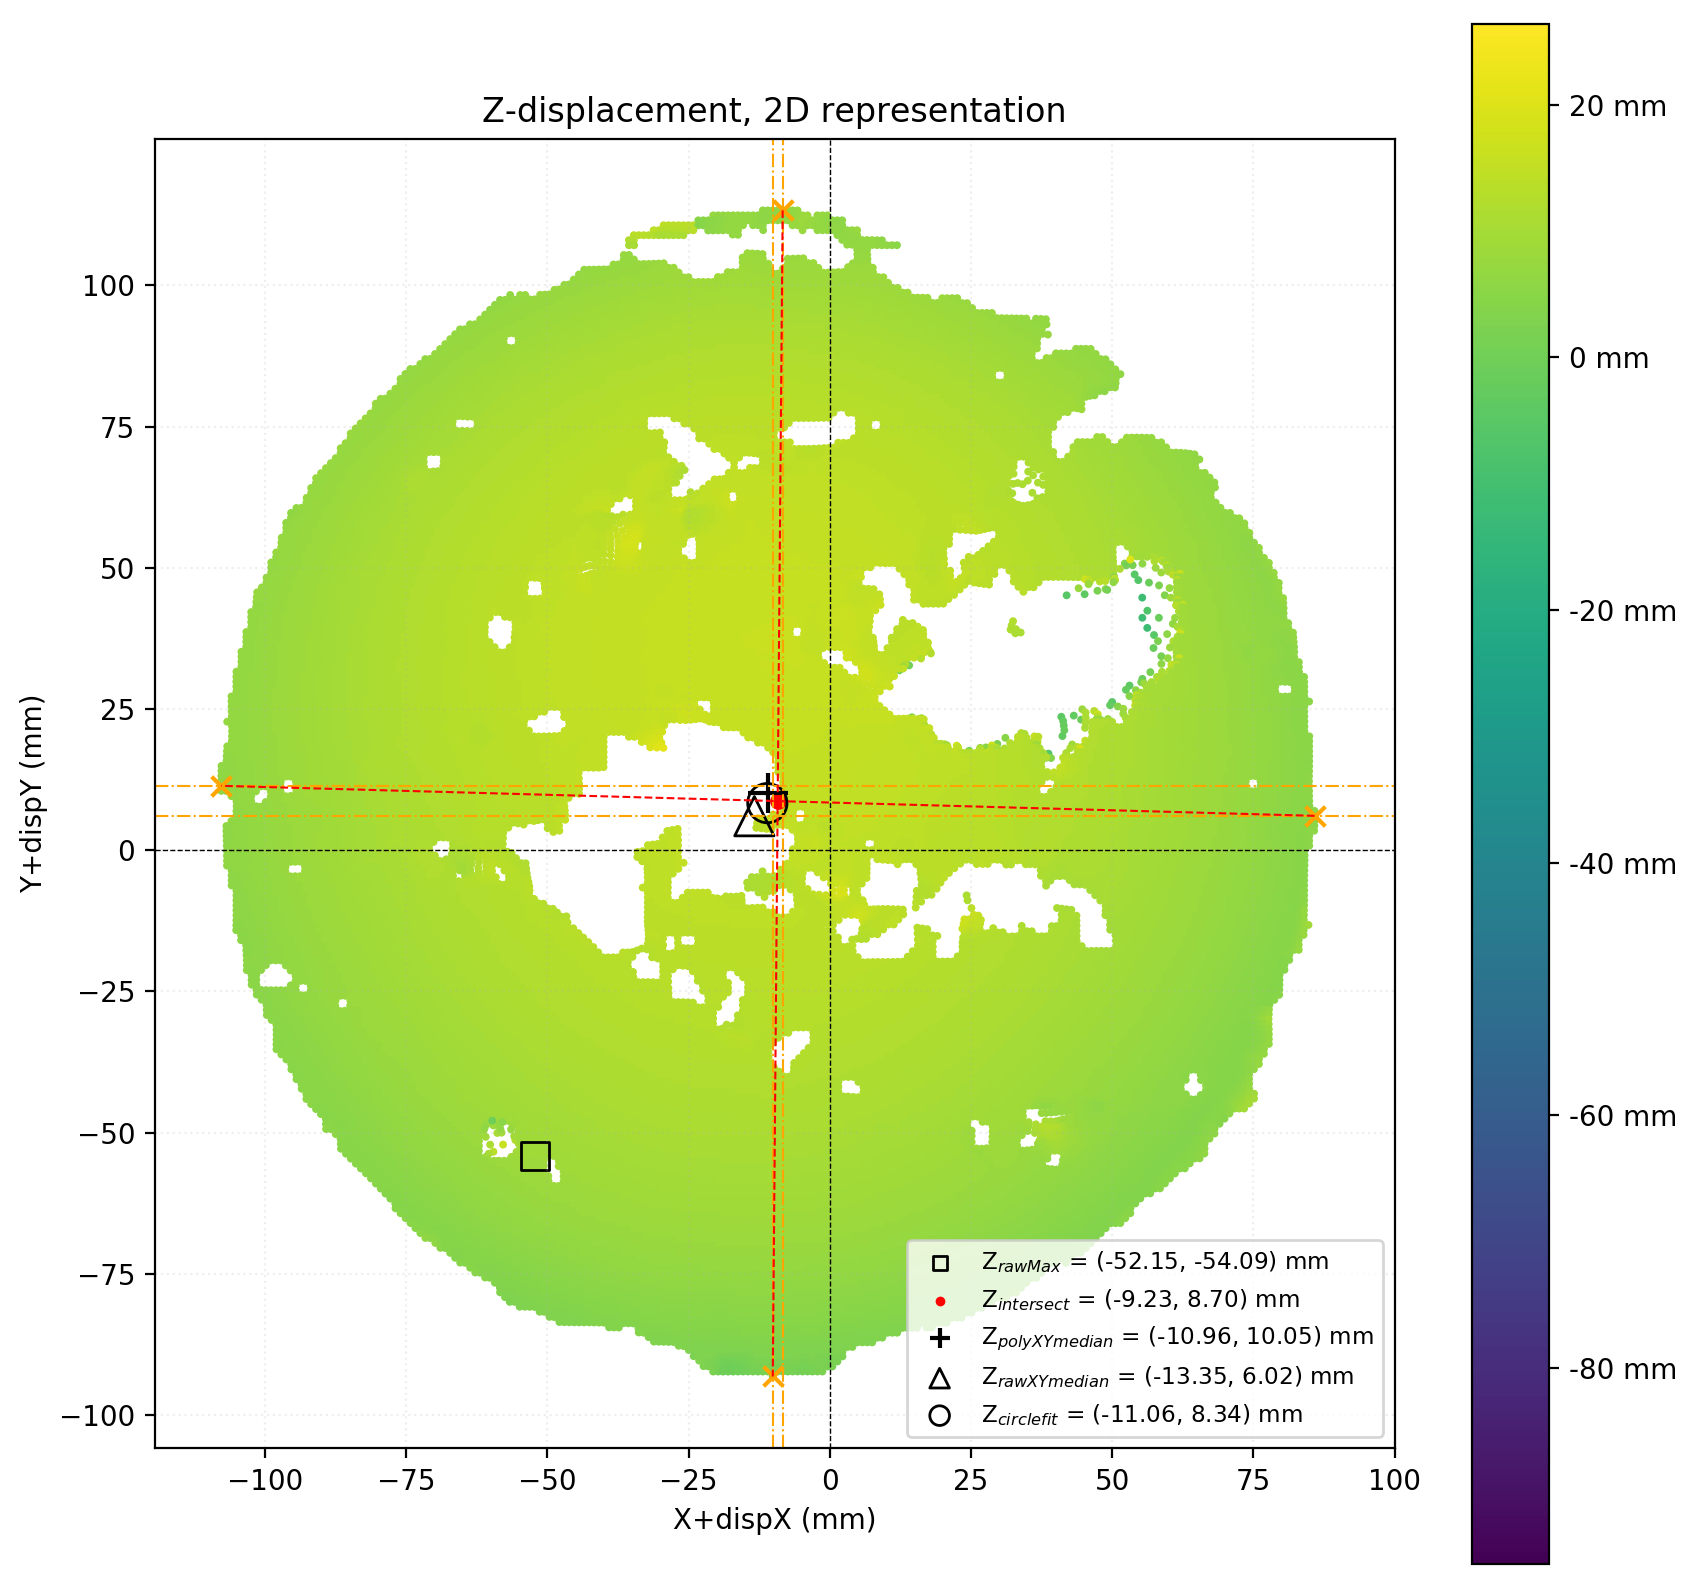 Z-displacement, 2D representation
20 mm
0 mm
-20 mm
-40 mm
-60 mm
-80 mm
Y+dispY (mm)
100
75
50
25
0
−25
−50
−75
−100
Z_rawMax = (-52.15, -54.09) mm
Z_intersect = (-9.23, 8.70) mm
Z_polyXYmedian = (-10.96, 10.05) mm
Z_rawXYmedian = (-13.35, 6.02) mm
Z_circlefit = (-11.06, 8.34) mm
−100 −75 −50 −25 0 25 50 75 100
X+dispX (mm)